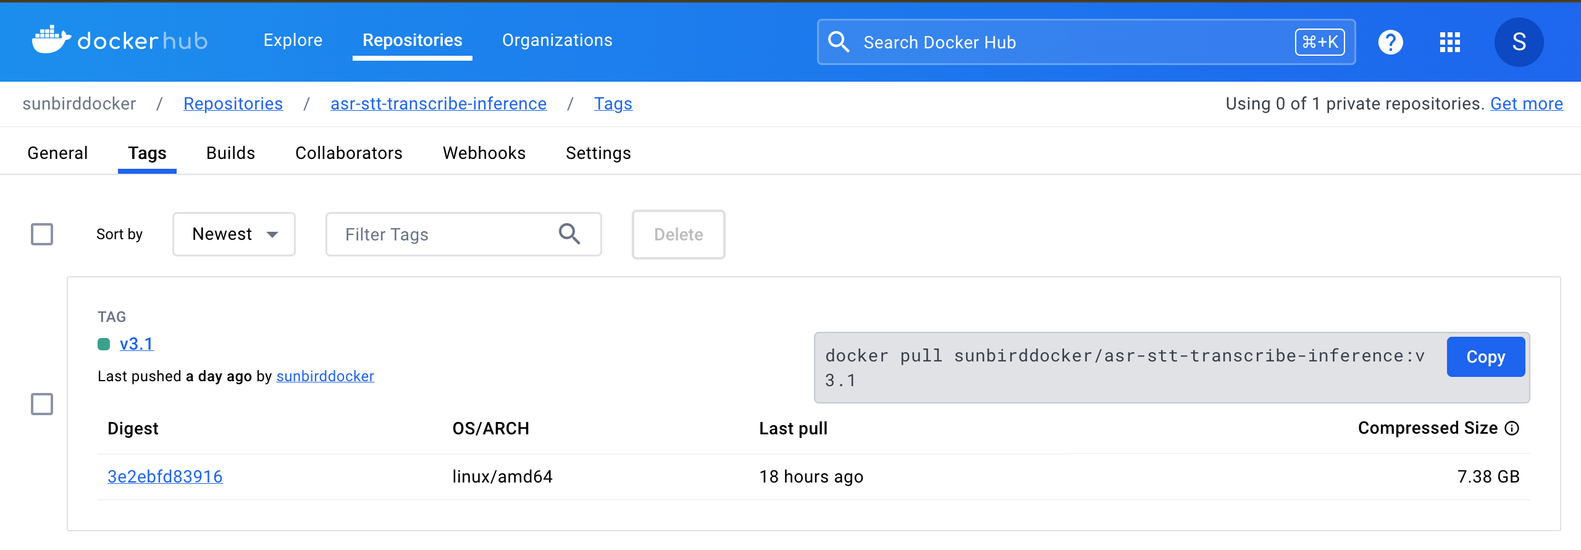 dockerhub Explore Repositories Organizations Search Docker Hub ⌘+K ? S
sunbirddocker / Repositories / asr-stt-transcribe-inference / Tags Using 0 of 1 private repositories. Get more
General Tags Builds Collaborators Webhooks Settings
Sort by Newest Filter Tags Delete
TAG
v3.1
docker pull sunbirddocker/asr-stt-transcribe-inference:v
3.1
Copy
Last pushed a day ago by sunbirddocker
Digest OS/ARCH Last pull Compressed Size
3e2ebfd83916 linux/amd64 18 hours ago 7.38 GB